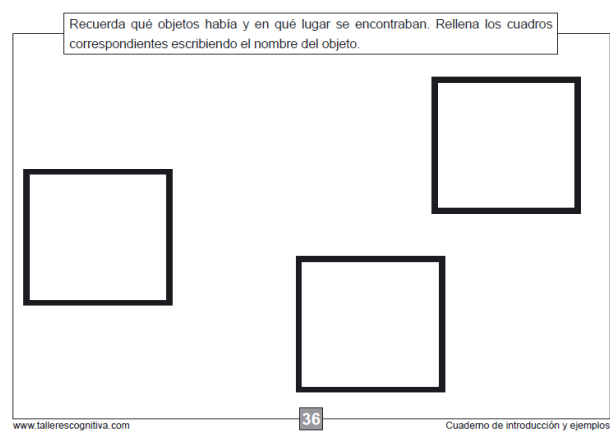 Recuerda qué objetos había y en qué lugar se encontraban. Rellena los cuadros
correspondientes escribiendo el nombre del objeto.
www.tallerescognitiva.com
36
Cuaderno de introducción y ejemplos